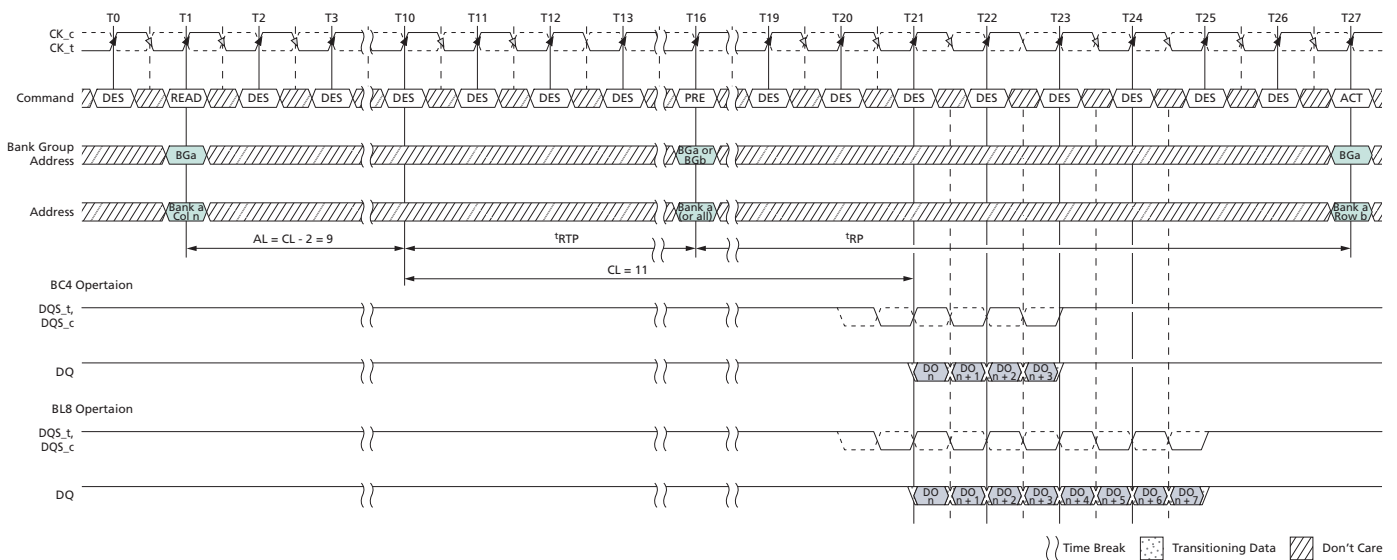 T0 T1 T2 T3 T10 T11 T12 T13 T16 T19 T20 T21 T22 T23 T24 T25 T26 T27
CK_c
CK_t
Command DES READ DES DES DES DES DES DES PRE DES DES DES DES DES DES DES DES ACT
Bank Group
Address
BGa
BGa or
BGb
BGa
Address
Bank a
Col n
Bank a
(or all)
Bank a
Row b
AL = CL - 2 = 9
tRTP
tRP
CL = 11
BC4 Opertaion
DQS_t,
DQS_c
DQ
DO
n
DO
n + 1
DO
n + 2
DO
n + 3
BL8 Opertaion
DQS_t,
DQS_c
DQ
DO
n
DO
n + 1
DO
n + 2
DO
n + 3
DO
n + 4
DO
n + 5
DO
n + 6
DO
n + 7
Time Break Transitioning Data Don't Care